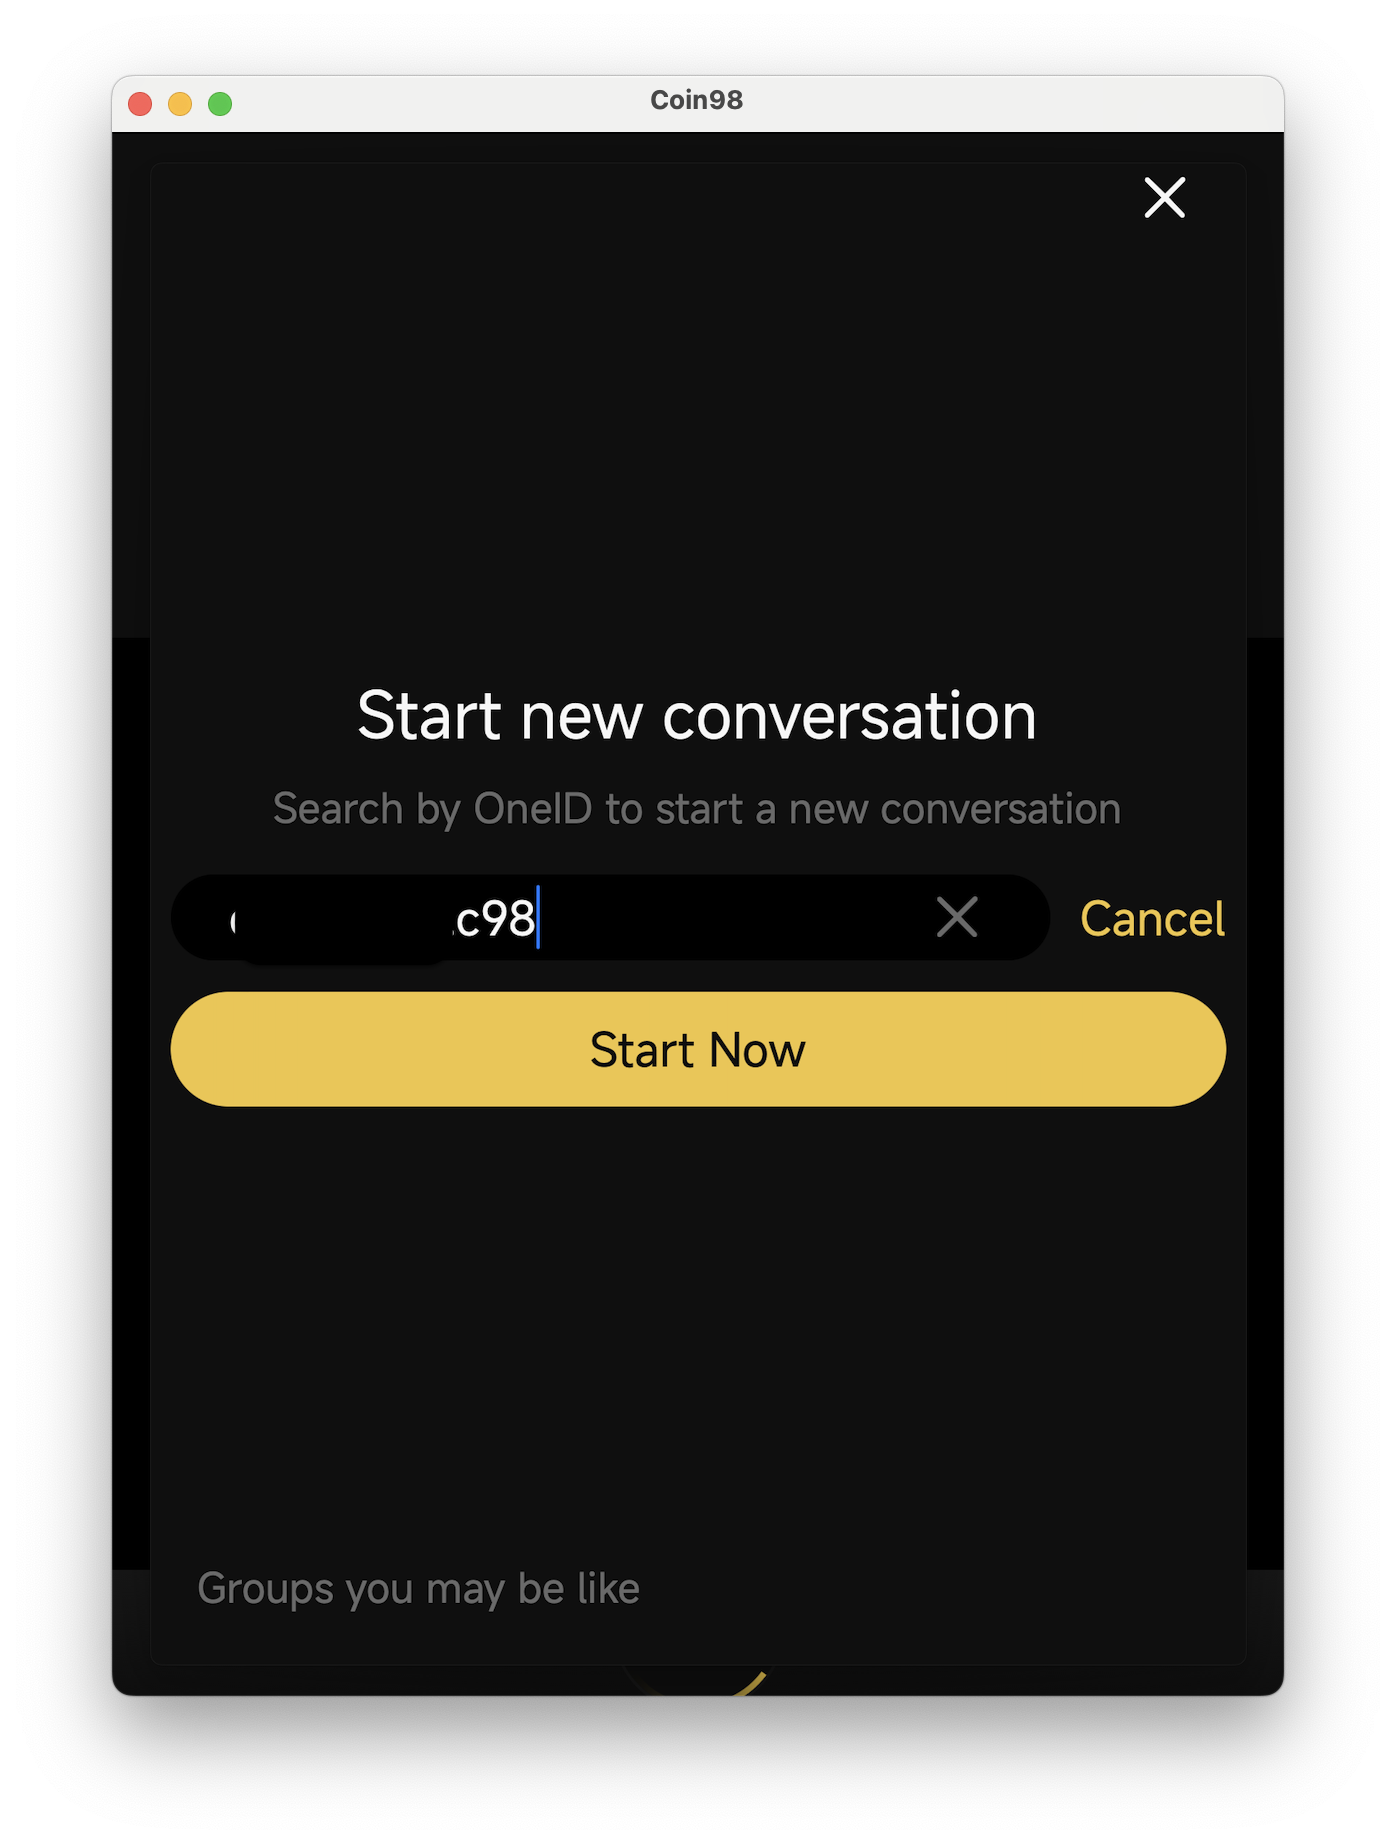 Coin98
Start new conversation
Search by OneID to start a new conversation
.c98
Cancel
Start Now
Groups you may be like